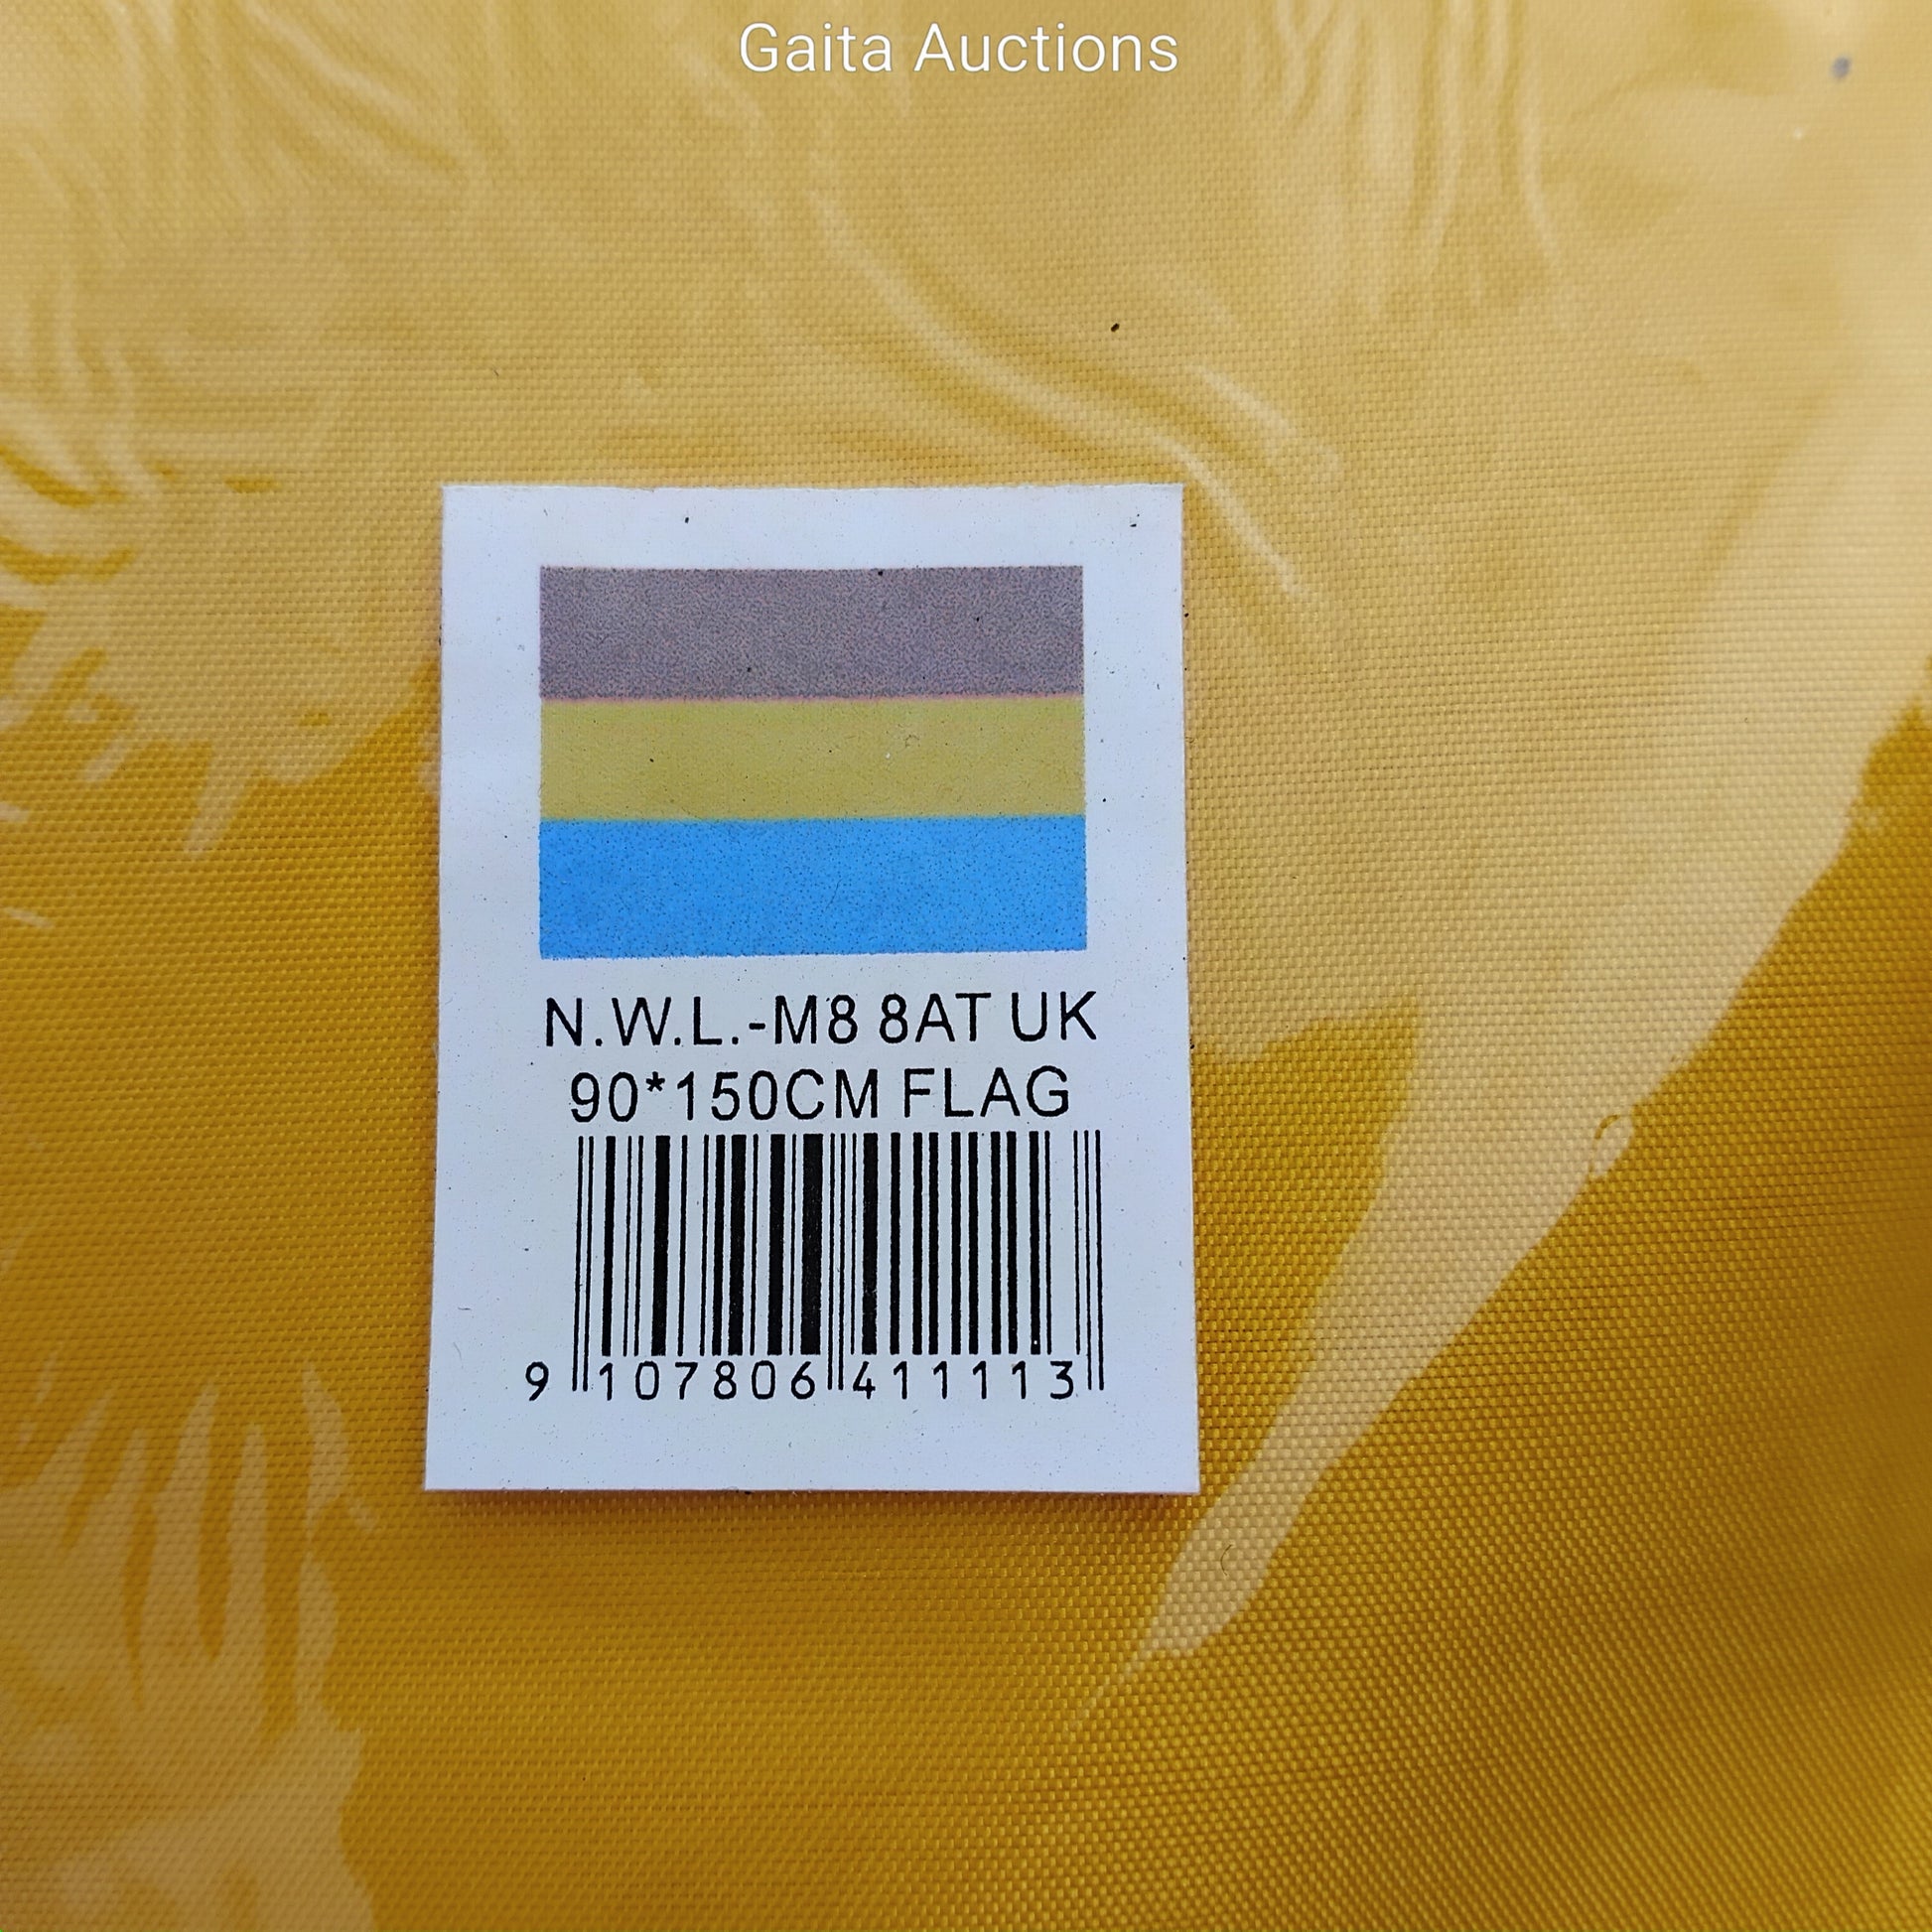 Gaita Auctions
N.W.L.-M8 8AT UK
90*150CM FLAG
9 107806 411113